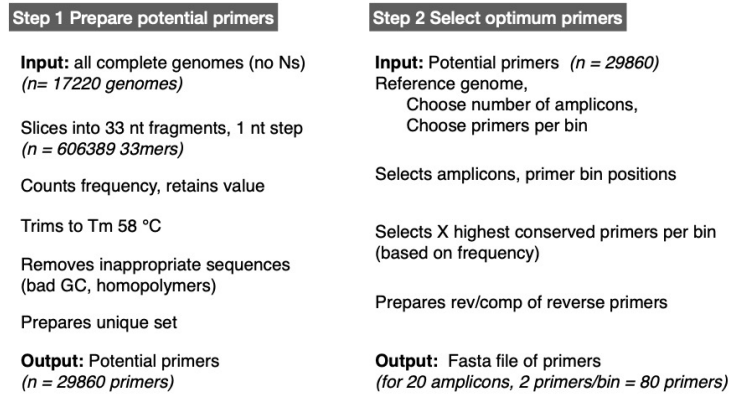 Step 1 Prepare potential primers
Input: all complete genomes (no Ns)
(n= 17220 genomes)
Slices into 33 nt fragments, 1 nt step
(n = 606389 33mers)
Counts frequency, retains value
Trims to Tm 58 °C
Removes inappropriate sequences
(bad GC, homopolymers)
Prepares unique set
Output: Potential primers
(n = 29860 primers)
Step 2 Select optimum primers
Input: Potential primers (n = 29860)
Reference genome,
Choose number of amplicons,
Choose primers per bin
Selects amplicons, primer bin positions
Selects X highest conserved primers per bin
(based on frequency)
Prepares rev/comp of reverse primers
Output: Fasta file of primers
(for 20 amplicons, 2 primers/bin = 80 primers)